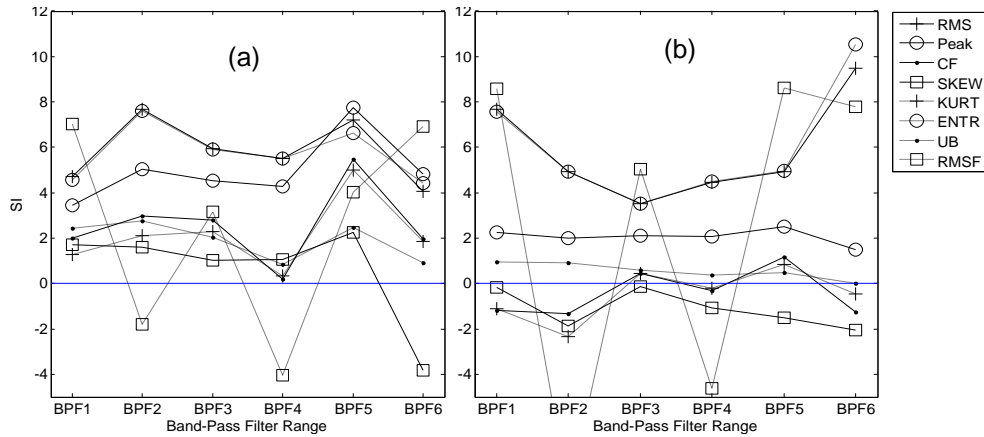 12
10
8
6
4
2
0
-2
-4
SI
(a)
BPF1 BPF2 BPF3 BPF4 BPF5 BPF6
Band-Pass Filter Range
12
10
8
6
4
2
0
-2
-4
(b)
BPF1 BPF2 BPF3 BPF4 BPF5 BPF6
Band-Pass Filter Range
RMS
Peak
CF
SKEW
KURT
ENTR
UB
RMSF